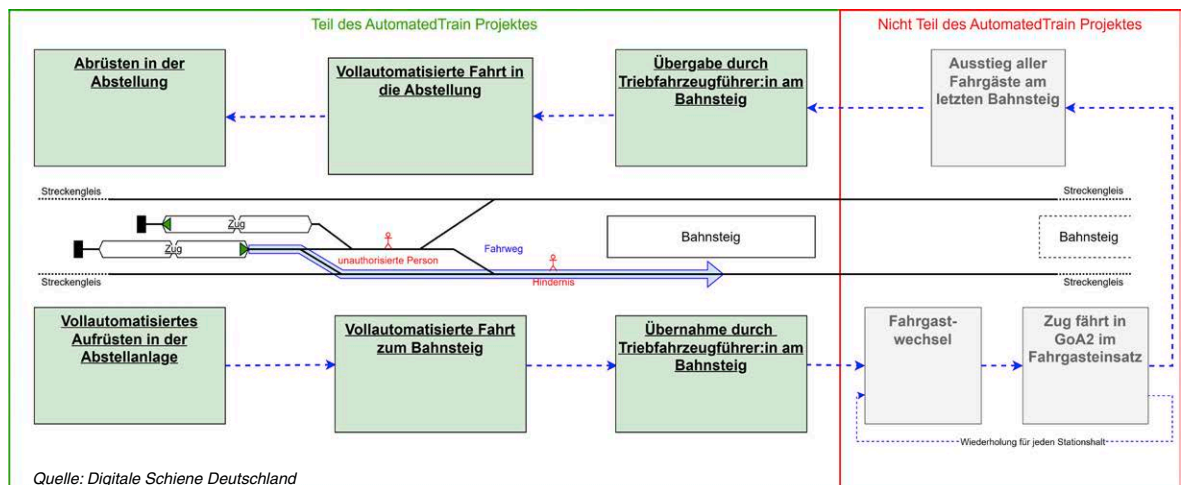 Teil des AutomatedTrain Projektes
Nicht Teil des AutomatedTrain Projektes
Abrüsten in der
Abstellung
Vollautomatisierte Fahrt in
die Abstellung
Übergabe durch
Triebfahrzeugführer:in am
Bahnsteig
Ausstieg aller
Fahrgäste am
letzten Bahnsteig
Streckengleis
Streckengleis
Zug
Zug
unauthorisierte Person
Fahrweg
Bahnsteig
Bahnsteig
Hindernis
Streckengleis
Streckengleis
Vollautomatisiertes
Aufrüsten in der
Abstellanlage
Vollautomatisierte Fahrt
zum Bahnsteig
Übernahme durch
Triebfahrzeugführer:in am
Bahnsteig
Fahrgast-
wechsel
Zug fährt in
GoA2 im
Fahrgasteinsatz
Wiederholung für jeden Stationshalt
Quelle: Digitale Schiene Deutschland